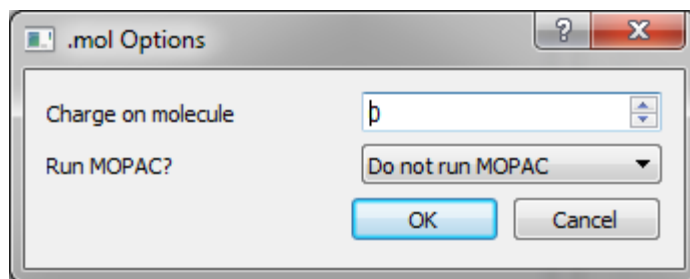 .mol Options
Charge on molecule 0
Run MOPAC? Do not run MOPAC
OK Cancel